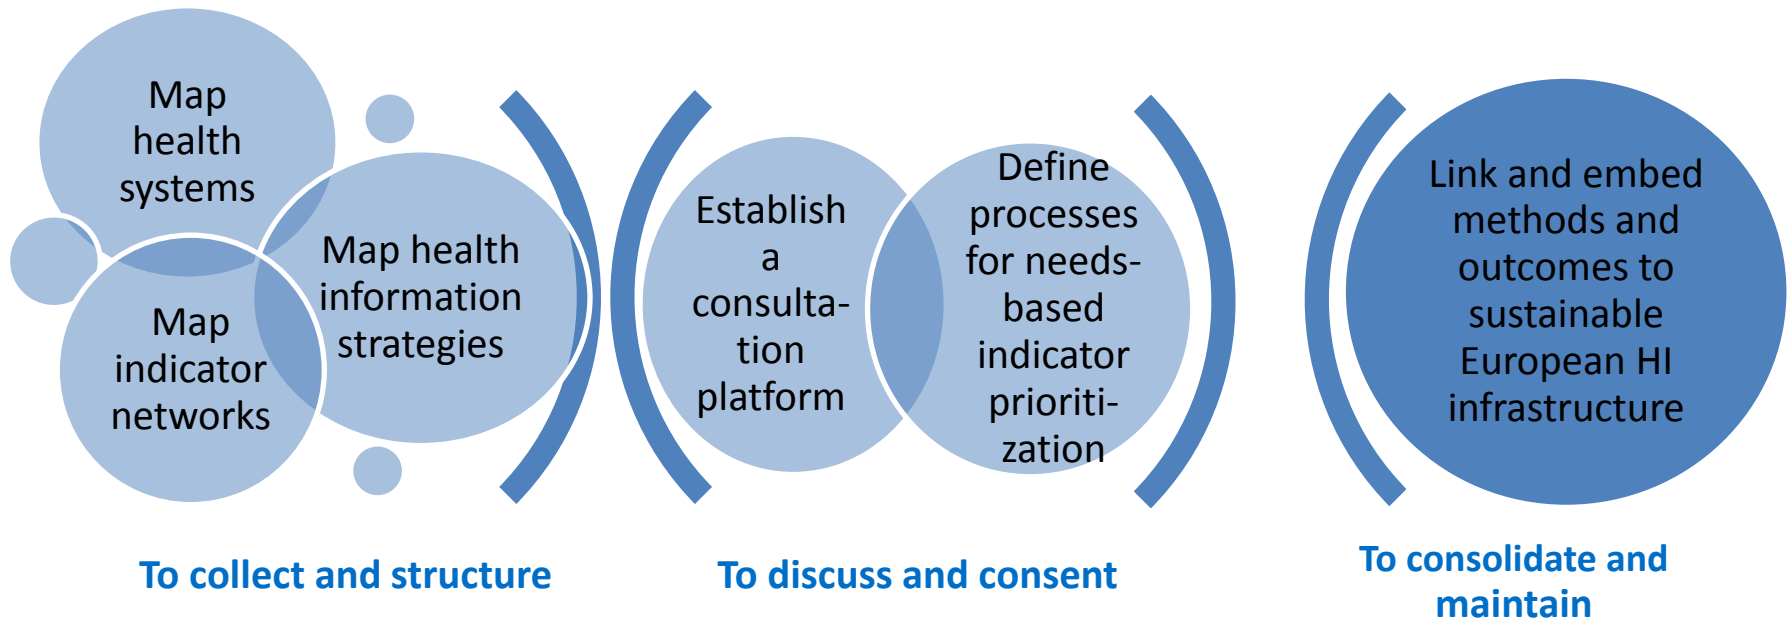 Map
health
systems
Map health
information
strategies
Map
indicator
networks
To collect and structure
Establish
a
consulta-
tion
platform
Define
processes
for needs-
based
indicator
prioriti-
zation
To discuss and consent
Link and embed
methods and
outcomes to
sustainable
European HI
infrastructure
To consolidate and
maintain